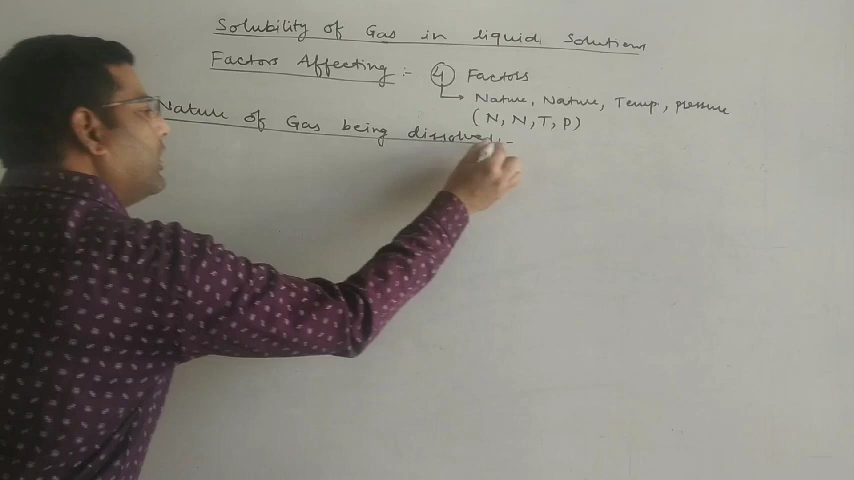 Solubility of Gas in liquid Solutions
Factors Affecting :- 4 Factors
Nature, Nature, Temp, pressure
(N, N, T, P)
Nature of Gas being dissolved :-